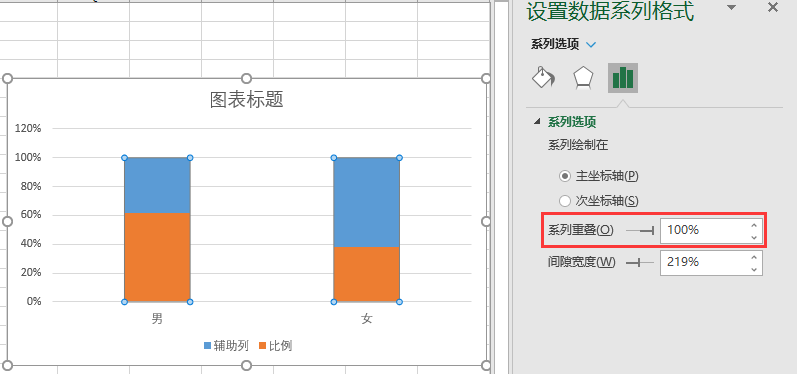 图表标题
120%
100%
80%
60%
40%
20%
0%
男 女
辅助列 比例
设置数据系列格式
系列选项
系列选项
系列绘制在
主坐标轴(P)
次坐标轴(S)
系列重叠(O) 100%
间隙宽度(W) 219%